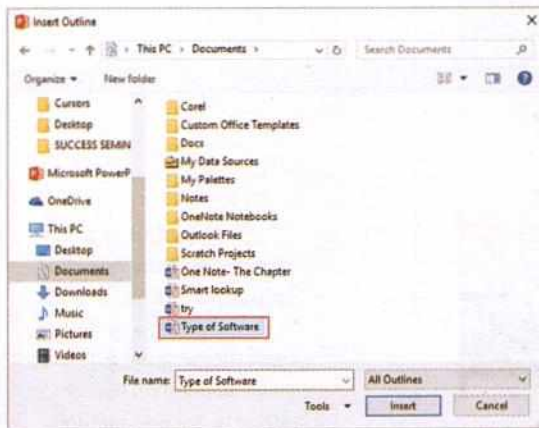 Insert Outline
This PC > Documents >
Search Documents
Organize
New folder
Cursors
Desktop
SUCCESS SEMIN
Microsoft PowerP
OneDrive
This PC
Desktop
Documents
Downloads
Music
Pictures
Videos
Corel
Custom Office Templates
Docs
My Data Sources
My Palettes
Notes
OneNote Notebooks
Outlook Files
Scratch Projects
One Note- The Chapter
Smart lookup
try
Type of Software
File name: Type of Software
All Outlines
Tools
Insert
Cancel